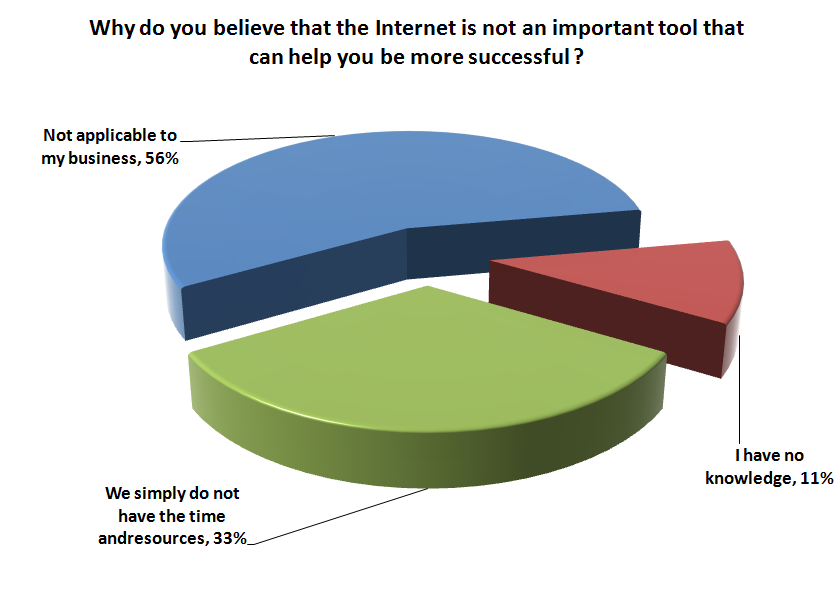 Why do you believe that the Internet is not an important tool that
can help you be more successful ?
Not applicable to
my business, 56%
I have no
knowledge, 11%
We simply do not
have the time
andresources, 33%